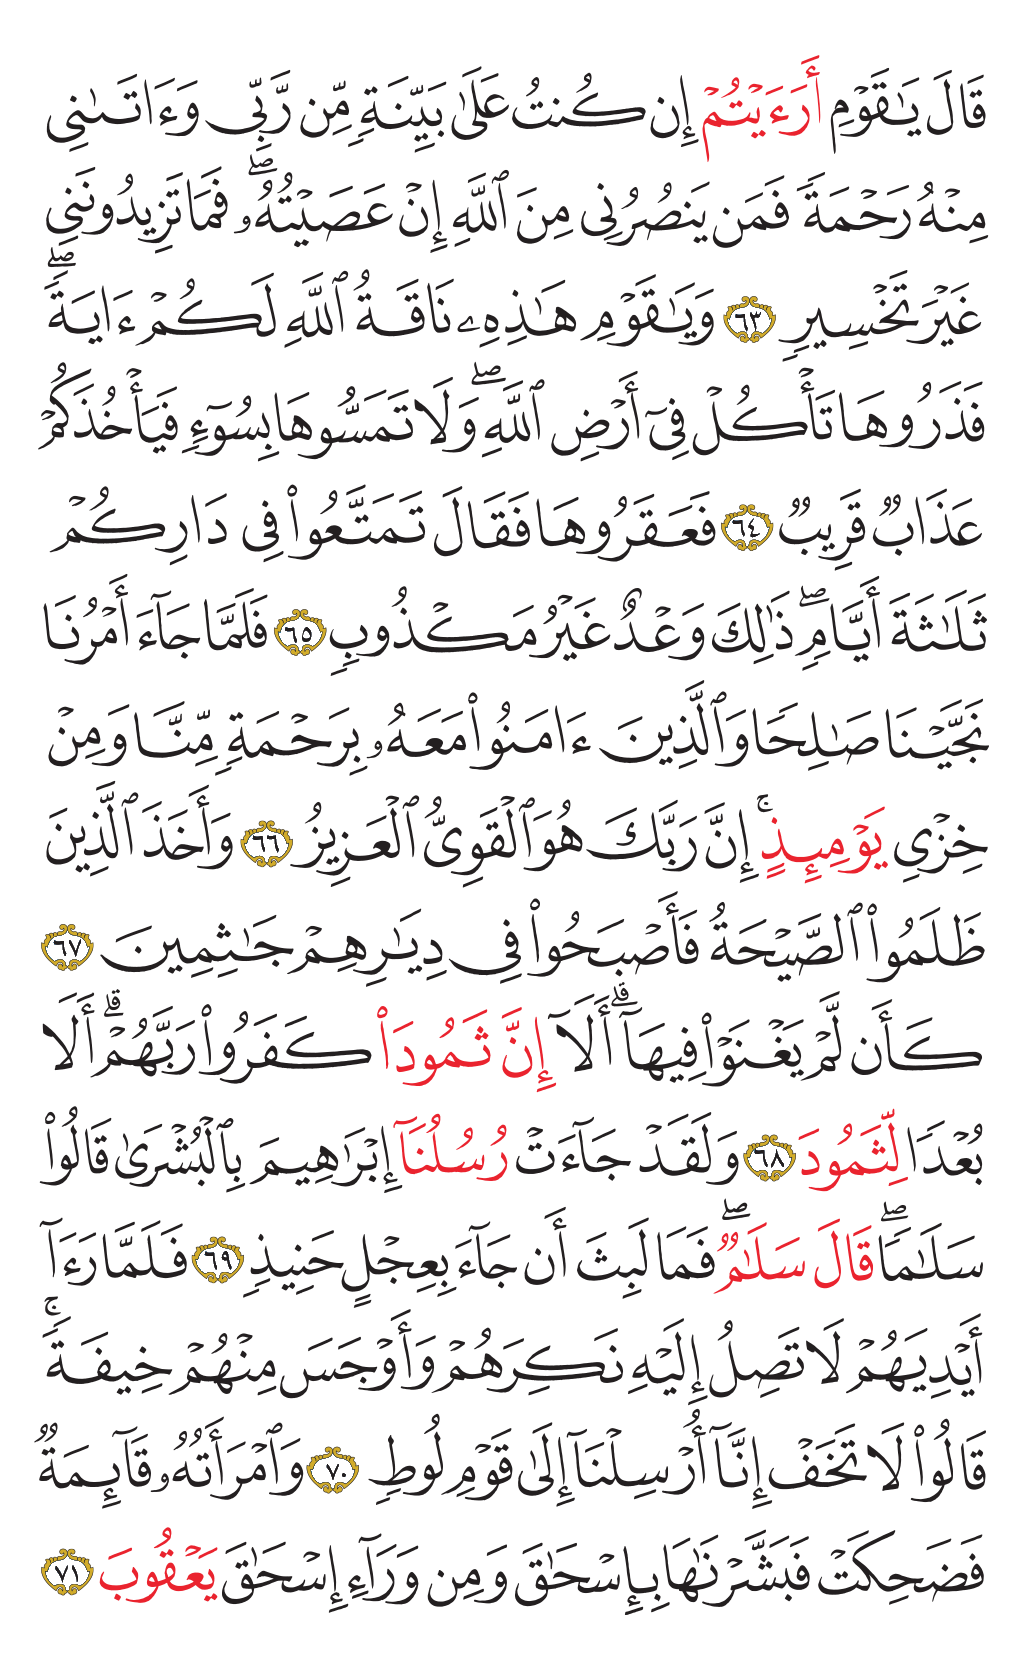 قَالَ يَٰقَوۡمِ أَرَءَيۡتُمۡ إِن كُنتُ عَلَىٰ بَيِّنَةٖ مِّن رَّبِّي وَءَاتَىٰنِي
مِنۡهُ رَحۡمَةٗ فَمَن يَنصُرُنِي مِنَ ٱللَّهِ إِنۡ عَصَيۡتُهُۥۖ فَمَا تَزِيدُونَنِي
غَيۡرَ تَخۡسِيرٖ ٦٣ وَيَٰقَوۡمِ هَٰذِهِۦ نَاقَةُ ٱللَّهِ لَكُمۡ ءَايَةٗۖ
فَذَرُوهَا تَأۡكُلۡ فِيٓ أَرۡضِ ٱللَّهِۖ وَلَا تَمَسُّوهَا بِسُوٓءٖ فَيَأۡخُذَكُمۡ
عَذَابٞ قَرِيبٞ ٦٤ فَعَقَرُوهَا فَقَالَ تَمَتَّعُواْ فِي دَارِكُمۡ
ثَلَٰثَةَ أَيَّامٖۖ ذَٰلِكَ وَعۡدٌ غَيۡرُ مَكۡذُوبٖ ٦٥ فَلَمَّا جَآءَ أَمۡرُنَا
نَجَّيۡنَا صَٰلِحٗا وَٱلَّذِينَ ءَامَنُواْ مَعَهُۥ بِرَحۡمَةٖ مِّنَّا وَمِنۡ
خِزۡيِ يَوۡمِئِذٍۚ إِنَّ رَبَّكَ هُوَ ٱلۡقَوِيُّ ٱلۡعَزِيزُ ٦٦ وَأَخَذَ ٱلَّذِينَ
ظَلَمُواْ ٱلصَّيۡحَةُ فَأَصۡبَحُواْ فِي دِيَٰرِهِمۡ جَٰثِمِينَ ٦٧
كَأَن لَّمۡ يَغۡنَوۡاْ فِيهَآۗ أَلَآ إِنَّ ثَمُودَاْ كَفَرُواْ رَبَّهُمۡۗ أَلَا
بُعۡدٗا لِّثَمُودَ ٦٨ وَلَقَدۡ جَآءَتۡ رُسُلُنَآ إِبۡرَٰهِيمَ بِٱلۡبُشۡرَىٰ قَالُواْ
سَلَٰمٗاۖ قَالَ سَلَٰمٞۖ فَمَا لَبِثَ أَن جَآءَ بِعِجۡلٍ حَنِيذٖ ٦٩ فَلَمَّا رَءَآ
أَيۡدِيَهُمۡ لَا تَصِلُ إِلَيۡهِ نَكِرَهُمۡ وَأَوۡجَسَ مِنۡهُمۡ خِيفَةٗۚ
قَالُواْ لَا تَخَفۡ إِنَّآ أُرۡسِلۡنَآ إِلَىٰ قَوۡمِ لُوطٖ ٧٠ وَٱمۡرَأَتُهُۥ قَآئِمَةٞ
فَضَحِكَتۡ فَبَشَّرۡنَٰهَا بِإِسۡحَٰقَ وَمِن وَرَآءِ إِسۡحَٰقَ يَعۡقُوبَ ٧١